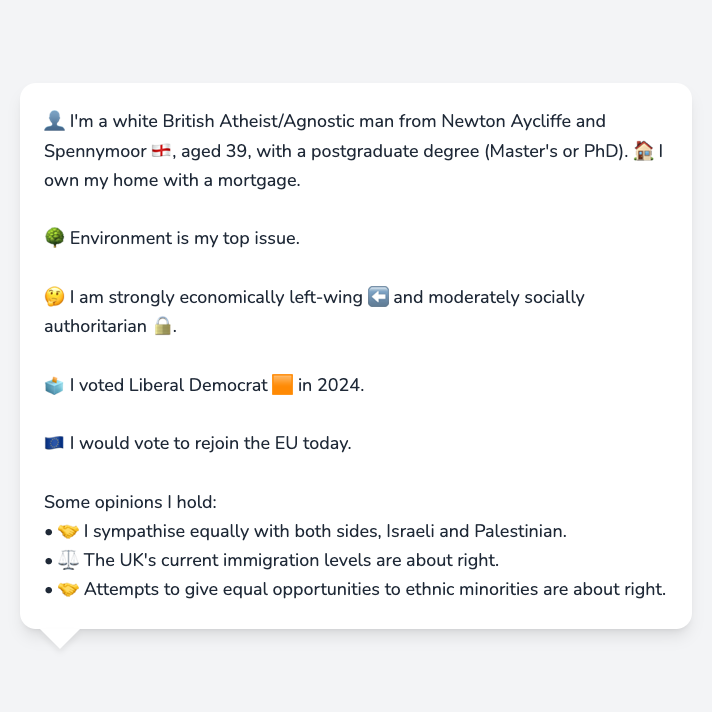 👤 I'm a white British Atheist/Agnostic man from Newton Aycliffe and
Spennymoor 🏴󠁧󠁢󠁥󠁮󠁧󠁿, aged 39, with a postgraduate degree (Master's or PhD). 🏠 I
own my home with a mortgage.
🌳 Environment is my top issue.
🤔 I am strongly economically left-wing ⬅️ and moderately socially
authoritarian 🔒.
🗳️ I voted Liberal Democrat 🟧 in 2024.
🇪🇺 I would vote to rejoin the EU today.
Some opinions I hold:
• 🤝 I sympathise equally with both sides, Israeli and Palestinian.
• ⚖️ The UK's current immigration levels are about right.
• 🤝 Attempts to give equal opportunities to ethnic minorities are about right.